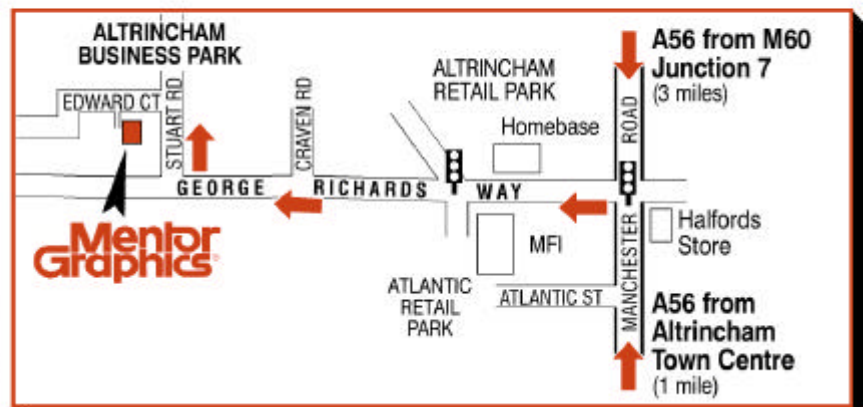 ALTRINCHAM
BUSINESS PARK
EDWARD CT
STUART RD
CRAVEN RD
ALTRINCHAM
RETAIL PARK
Homebase
A56 from M60
Junction 7
(3 miles)
MANCHESTER ROAD
GEORGE RICHARDS WAY
Mentor
Graphics®
MFI
Halfords
Store
ATLANTIC
RETAIL
PARK
ATLANTIC ST
A56 from
Altrincham
Town Centre
(1 mile)